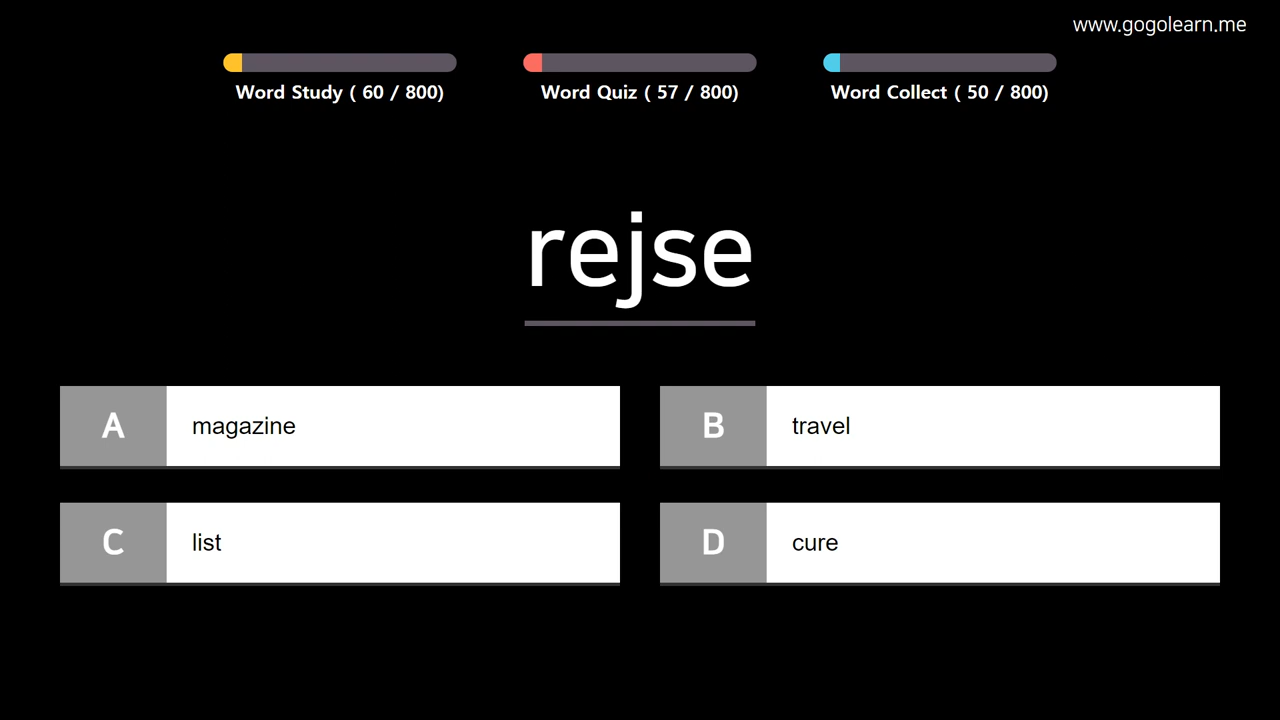 www.gogolearn.me
Word Study ( 60 / 800)
Word Quiz ( 57 / 800)
Word Collect ( 50 / 800)
rejse
A
magazine
B
travel
C
list
D
cure